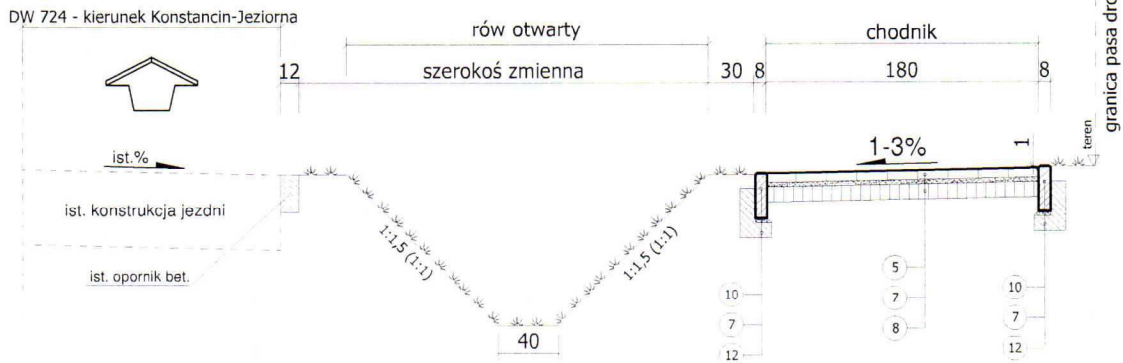 DW 724 - kierunek Konstancin-Jeziorna
rów otwarty
chodnik
granica pasa dro
12
szerokoś zmienna
30
8
180
8
ist.%
1-3%
1
teren
ist. konstrukcja jezdni
ist. opornik bet.
1:1,5 (1:1)
1:1,5 (1:1)
40
5
7
8
10
7
12
10
7
12